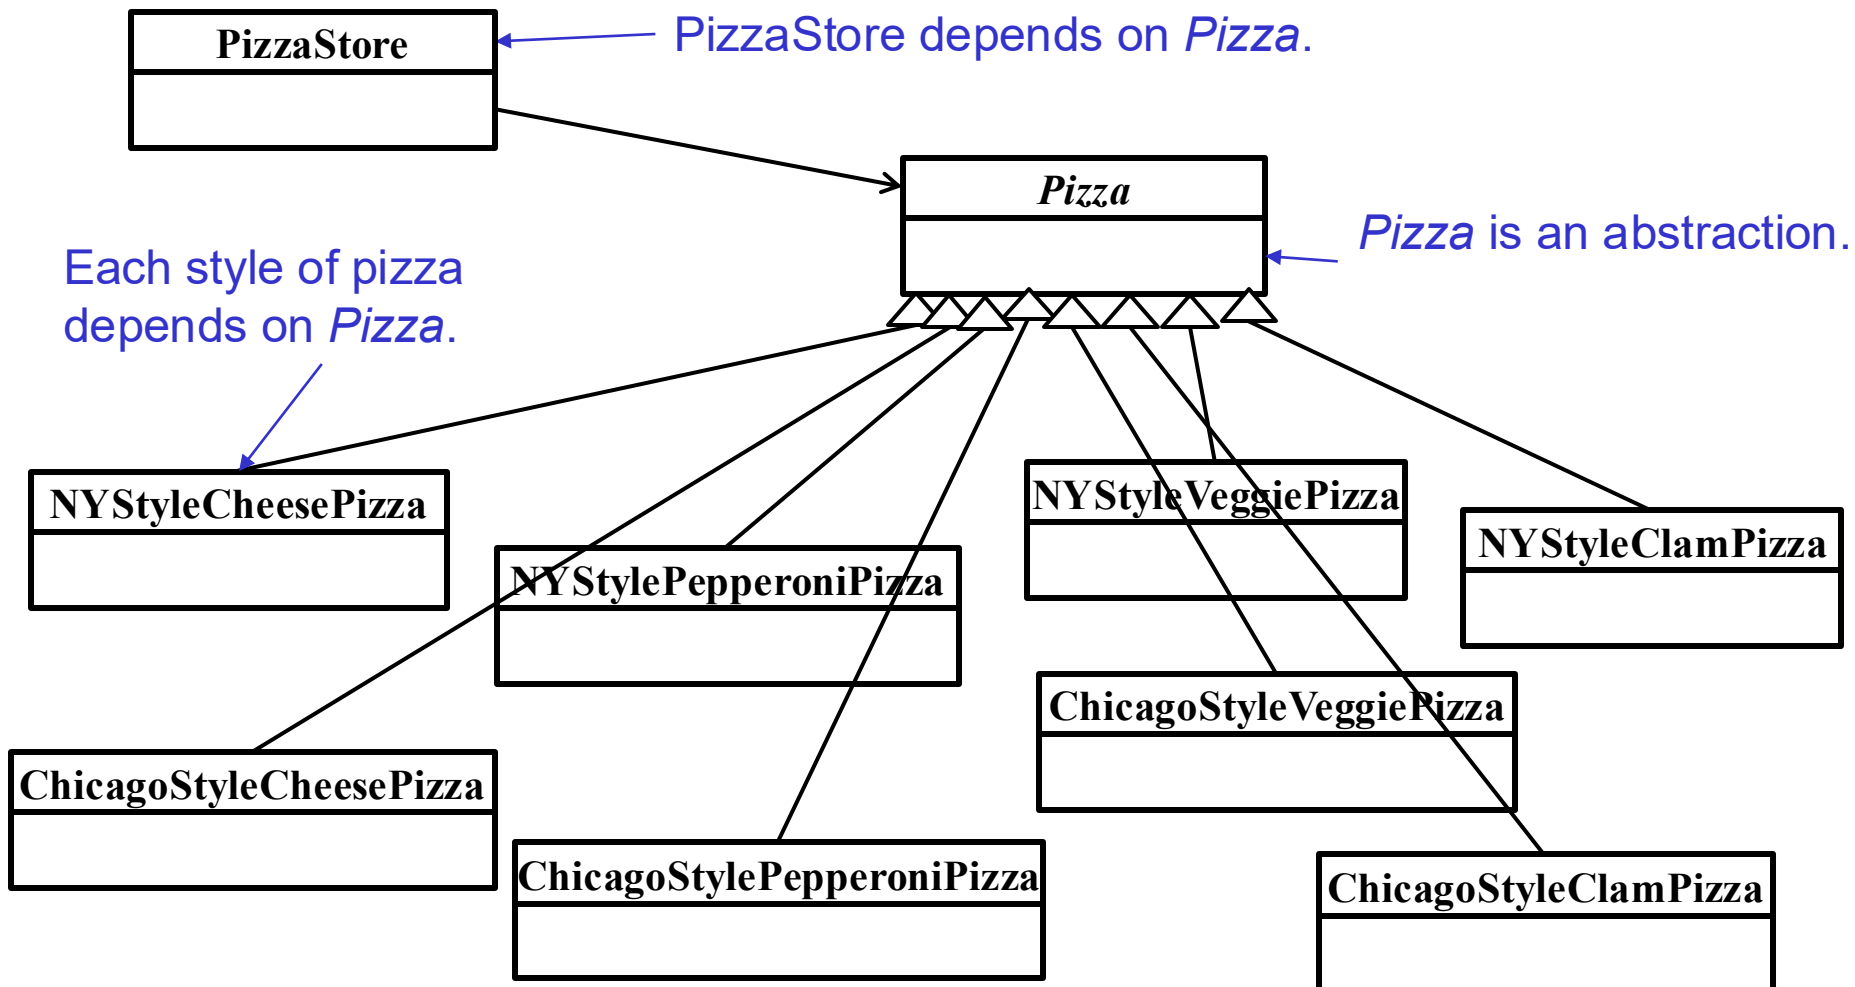 PizzaStore
PizzaStore depends on Pizza.
Pizza
Pizza is an abstraction.
Each style of pizza
depends on Pizza.
NYStyleCheesePizza
NYStylePepperoniPizza
NYStyleVeggiePizza
NYStyleClamPizza
ChicagoStyleCheesePizza
ChicagoStylePepperoniPizza
ChicagoStyleVeggiePizza
ChicagoStyleClamPizza